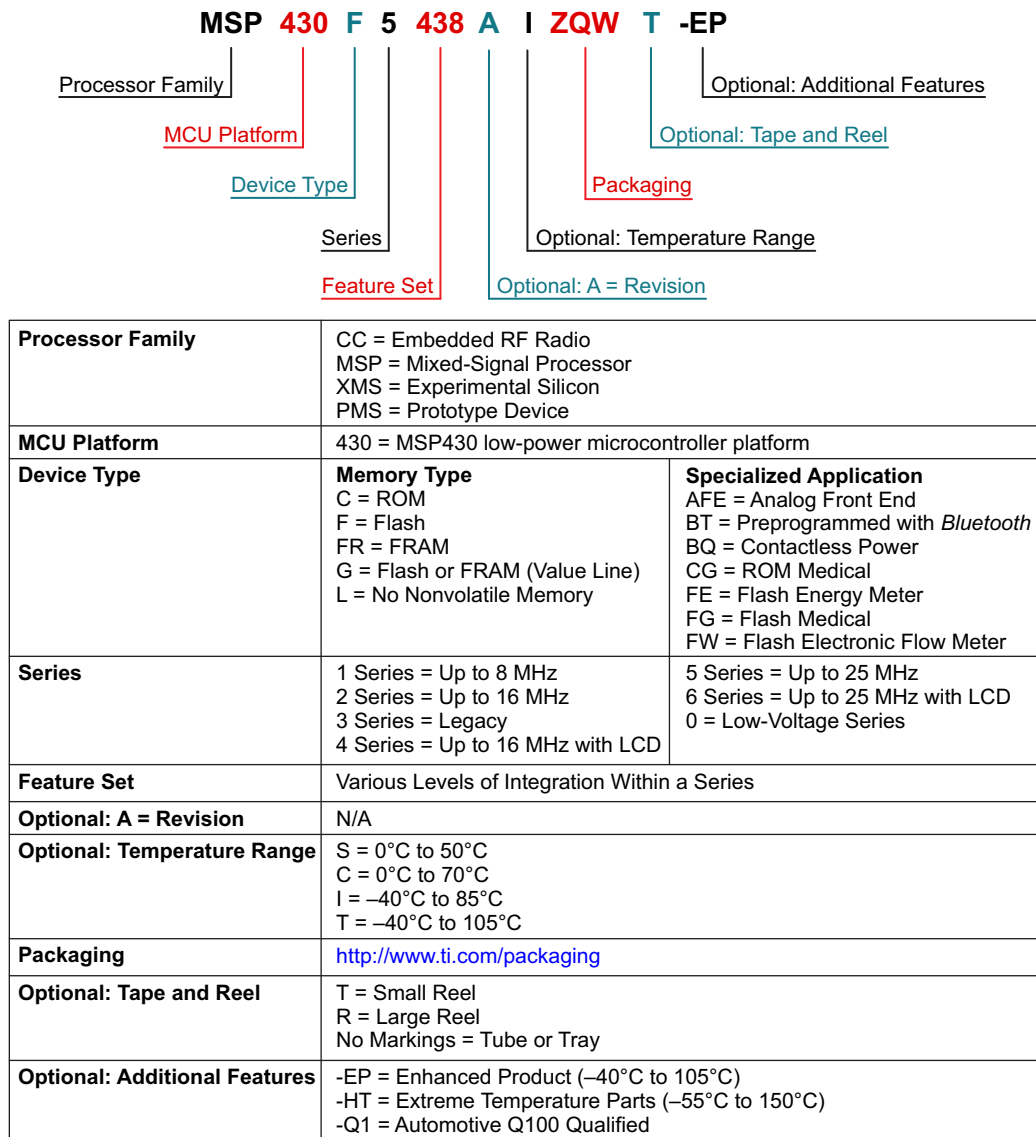 MSP 430 F 5 438 A I ZQW T -EP
Processor Family
Optional: Additional Features
MCU Platform
Optional: Tape and Reel
Device Type
Packaging
Series
Optional: Temperature Range
Feature Set
Optional: A = Revision
Processor Family
CC = Embedded RF Radio
MSP = Mixed-Signal Processor
XMS = Experimental Silicon
PMS = Prototype Device
MCU Platform
430 = MSP430 low-power microcontroller platform
Device Type
Memory Type
C = ROM
F = Flash
FR = FRAM
G = Flash or FRAM (Value Line)
L = No Nonvolatile Memory
Specialized Application
AFE = Analog Front End
BT = Preprogrammed with Bluetooth
BQ = Contactless Power
CG = ROM Medical
FE = Flash Energy Meter
FG = Flash Medical
FW = Flash Electronic Flow Meter
Series
1 Series = Up to 8 MHz
2 Series = Up to 16 MHz
3 Series = Legacy
4 Series = Up to 16 MHz with LCD
5 Series = Up to 25 MHz
6 Series = Up to 25 MHz with LCD
0 = Low-Voltage Series
Feature Set
Various Levels of Integration Within a Series
Optional: A = Revision
N/A
Optional: Temperature Range
S = 0°C to 50°C
C = 0°C to 70°C
I = –40°C to 85°C
T = –40°C to 105°C
Packaging
http://www.ti.com/packaging
Optional: Tape and Reel
T = Small Reel
R = Large Reel
No Markings = Tube or Tray
Optional: Additional Features
-EP = Enhanced Product (–40°C to 105°C)
-HT = Extreme Temperature Parts (–55°C to 150°C)
-Q1 = Automotive Q100 Qualified